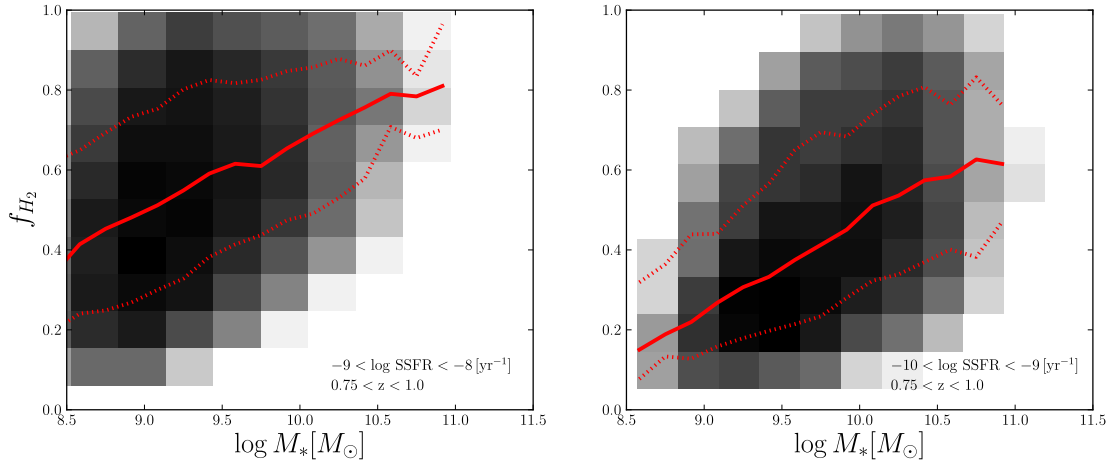 1.0
0.8
0.6
0.4
0.2
0.0
f_{H_2}
8.5 9.0 9.5 10.0 10.5 11.0 11.5
log M_*[M_⊙]
−9 < log SSFR < −8 [yr⁻¹]
0.75 < z < 1.0
1.0
0.8
0.6
0.4
0.2
0.0
8.5 9.0 9.5 10.0 10.5 11.0 11.5
log M_*[M_⊙]
−10 < log SSFR < −9 [yr⁻¹]
0.75 < z < 1.0